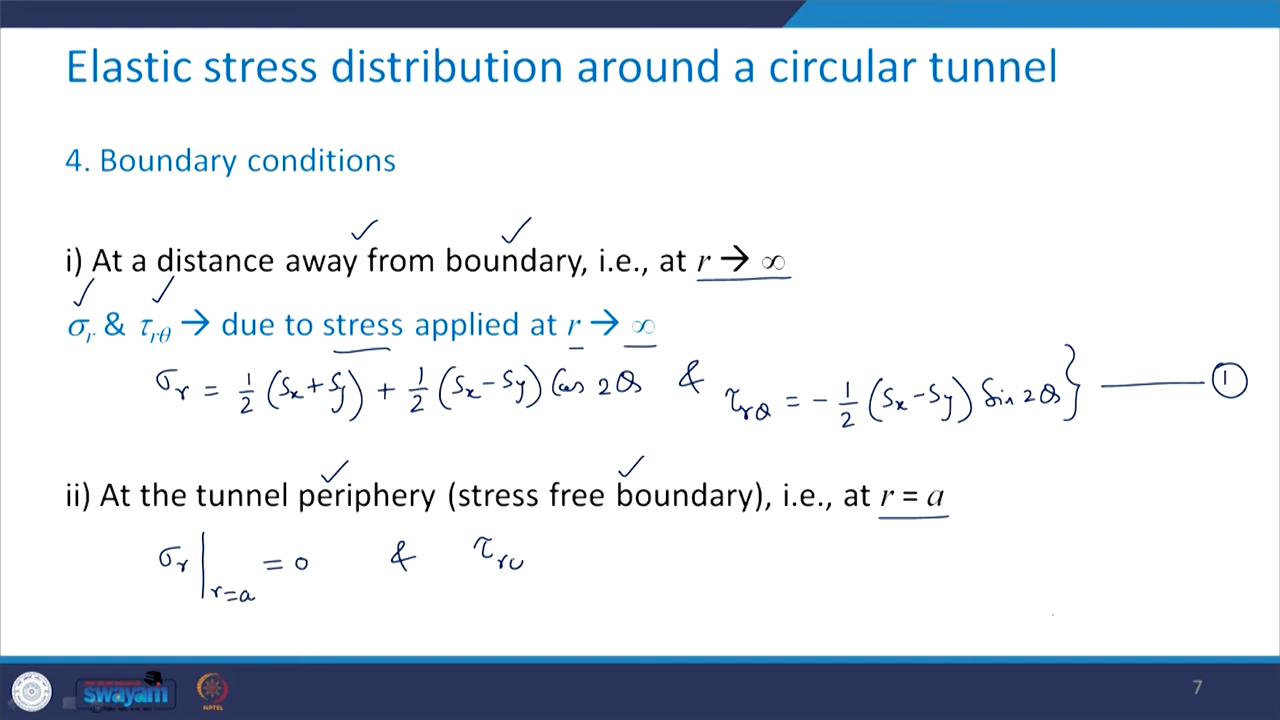 Elastic stress distribution around a circular tunnel
4. Boundary conditions
i) At a distance away from boundary, i.e., at r → ∞
σr & τrθ → due to stress applied at r → ∞
σr = 1/2 (Sx + Sy) + 1/2 (Sx - Sy) Cos 2θ & τrθ = - 1/2 (Sx - Sy) Sin 2θ } — ①
ii) At the tunnel periphery (stress free boundary), i.e., at r = a
σr | r=a = 0 & τr
swayam
NPTEL
7